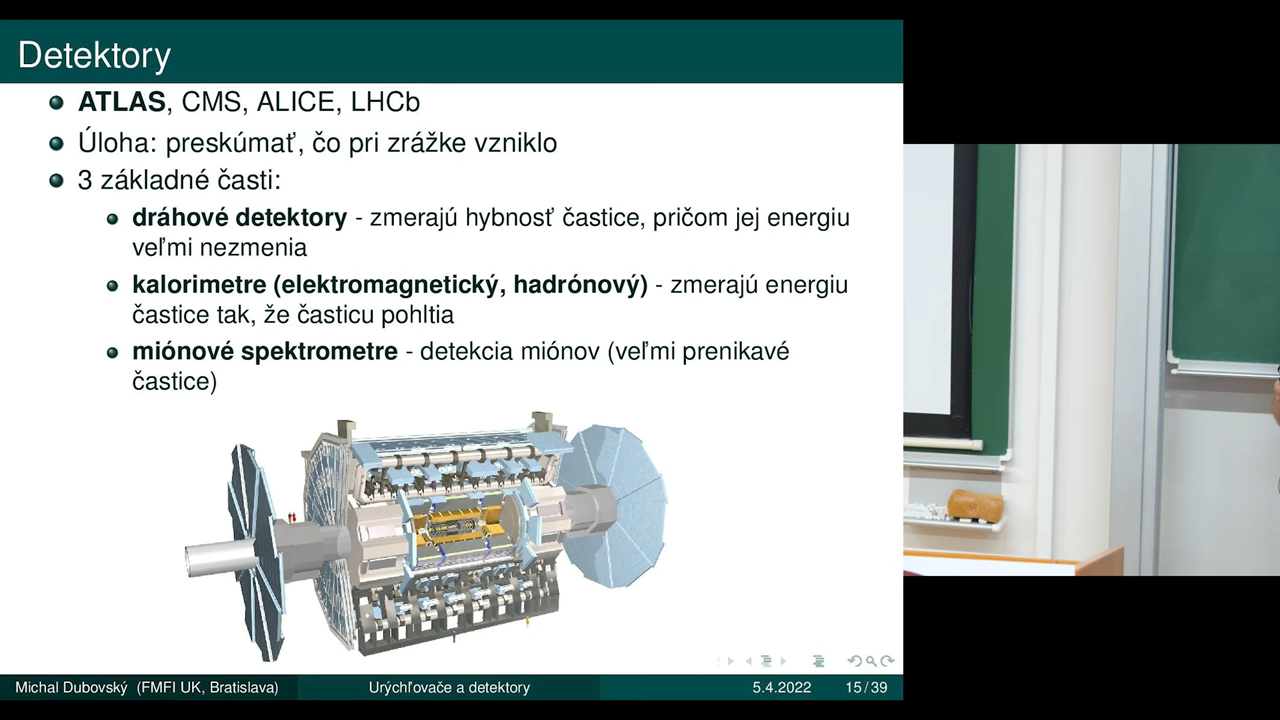 Detektory
ATLAS, CMS, ALICE, LHCb
Úloha: preskúmať, čo pri zrážke vzniklo
3 základné časti:
dráhové detektory - zmerajú hybnosť častice, pričom jej energiu
veľmi nezmenia
kalorimetre (elektromagnetický, hadrónový) - zmerajú energiu
častice tak, že časticu pohltia
miónové spektrometre - detekcia miónov (veľmi prenikavé
častice)
Michal Dubovský (FMFI UK, Bratislava)
Urýchľovače a detektory
5.4.2022
15/39